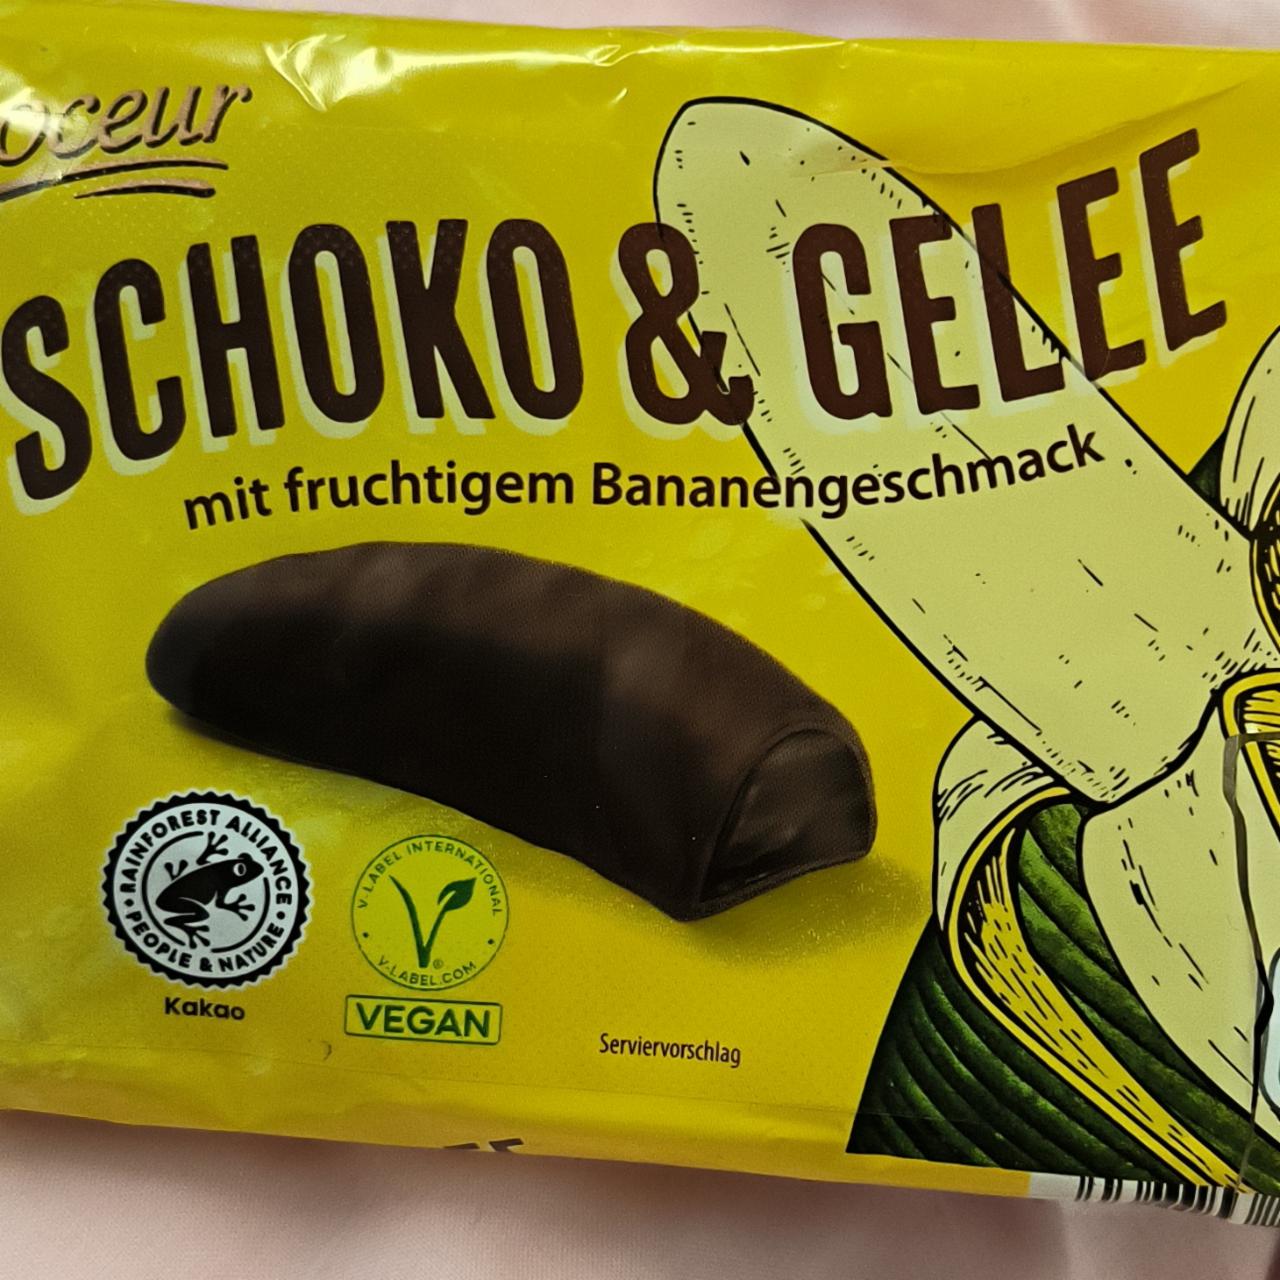 oceur
SCHOKO & GELEE
mit fruchtigem Bananengeschmack
RAINFOREST ALLIANCE
PEOPLE & NATURE
Kakao
V-LABEL INTERNATIONAL
V-LABEL.COM
VEGAN
Serviervorschlag